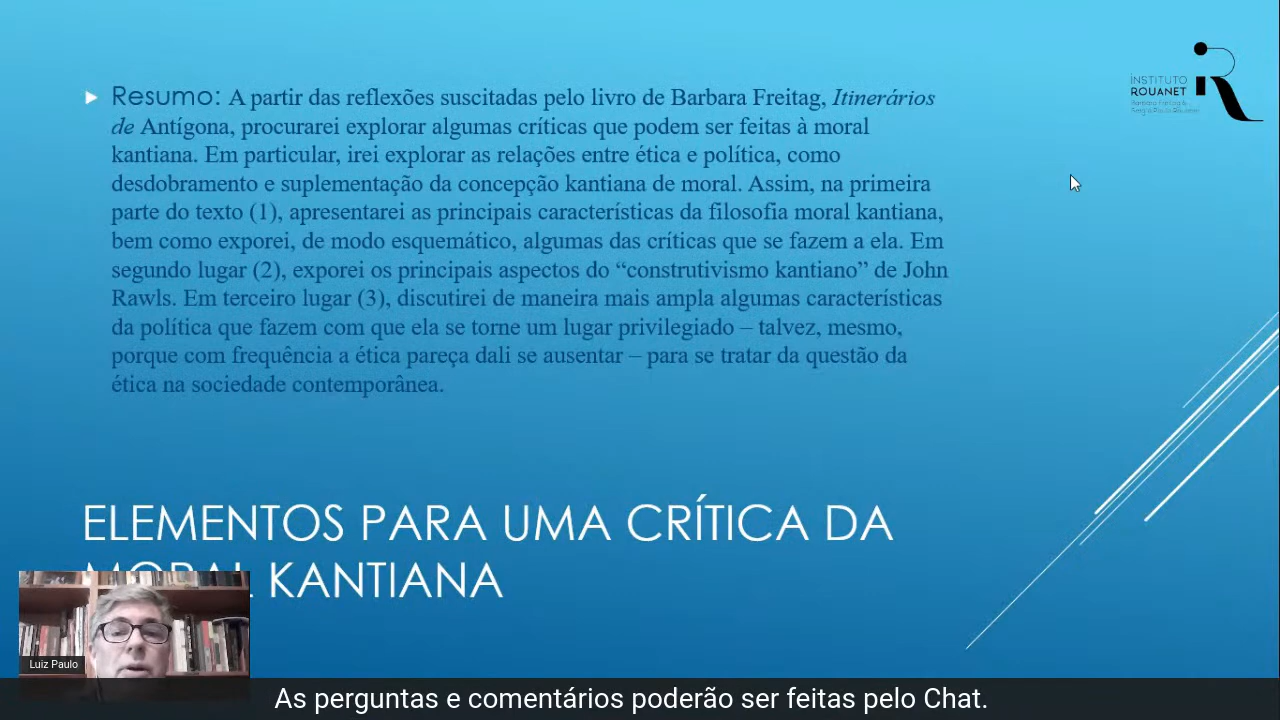 Resumo: A partir das reflexões suscitadas pelo livro de Barbara Freitag, Itinerários
de Antígona, procurarei explorar algumas críticas que podem ser feitas à moral
kantiana. Em particular, irei explorar as relações entre ética e política, como
desdobramento e suplementação da concepção kantiana de moral. Assim, na primeira
parte do texto (1), apresentarei as principais características da filosofia moral kantiana,
bem como exporei, de modo esquemático, algumas das críticas que se fazem a ela. Em
segundo lugar (2), exporei os principais aspectos do “construtivismo kantiano” de John
Rawls. Em terceiro lugar (3), discutirei de maneira mais ampla algumas características
da política que fazem com que ela se torne um lugar privilegiado – talvez, mesmo,
porque com frequência a ética pareça dali se ausentar – para se tratar da questão da
ética na sociedade contemporânea.
INSTITUTO
ROUANET
Barbara Freitag &
Sergio Paulo Rouanet
ELEMENTOS PARA UMA CRÍTICA DA
MORAL KANTIANA
Luiz Paulo
As perguntas e comentários poderão ser feitas pelo Chat.